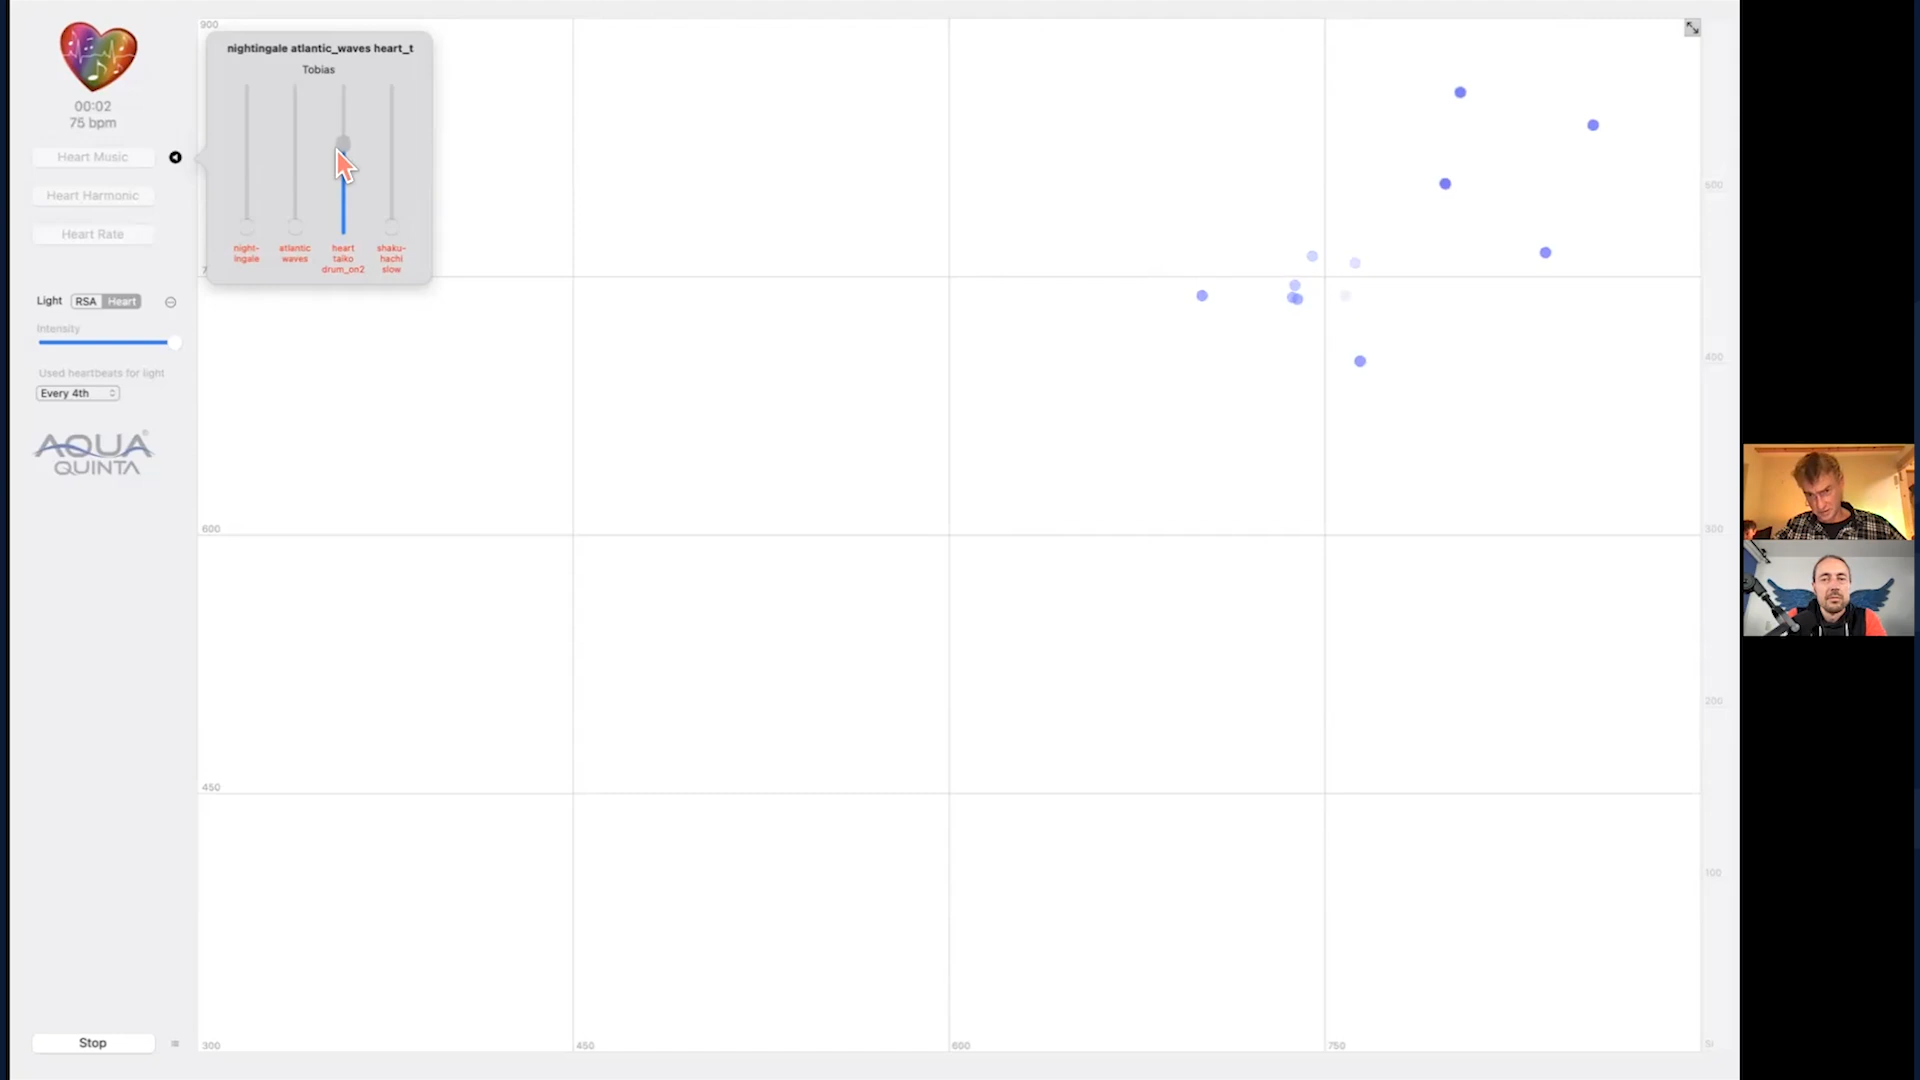 00:02
75 bpm
Heart Music
Heart Harmonic
Heart Rate
Light RSA Heart
Intensity
Used heartbeats for light
Every 4th
AQUA
QUINTA
Stop
nightingale atlantic_waves heart_t
Tobias
night-
ingale
atlantic
waves
heart
taiko
drum_on2
shaku-
hachi
slow
900
7
600
450
300
450
600
750
500
400
300
200
100